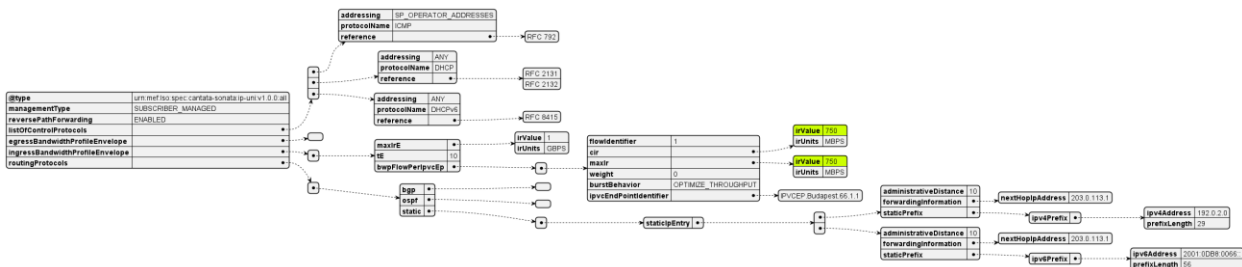 addressing SP_OPERATOR_ADDRESSES
protocolName ICMP
reference
RFC 792
addressing ANY
protocolName DHCP
reference
RFC 2131
RFC 2132
addressing ANY
protocolName DHCPv6
reference
RFC 8415
@type urn:mef:lso:spec:cantata-sonata:ip-uni:v1.0.0:all
managementType SUBSCRIBER_MANAGED
reversePathForwarding ENABLED
listOfControlProtocols
egressBandwidthProfileEnvelope
ingressBandwidthProfileEnvelope
routingProtocols
maxIrE
tE 10
bwpFlowPerIpvcEp
irValue 1
irUnits GBPS
flowIdentifier 1
cir
maxIr
weight 0
burstBehavior OPTIMIZE_THROUGHPUT
ipvcEndPointIdentifier
irValue 750
irUnits MBPS
irValue 750
irUnits MBPS
IPVCEP.Budapest.66.1.1
bgp
ospf
static
staticIpEntry
administrativeDistance 10
forwardingInformation
staticPrefix
nextHopIpAddress 203.0.113.1
ipv4Prefix
ipv4Address 192.0.2.0
prefixLength 29
administrativeDistance 10
forwardingInformation
staticPrefix
nextHopIpAddress 203.0.113.1
ipv6Prefix
ipv6Address 2001:0DB8:0066::
prefixLength 56